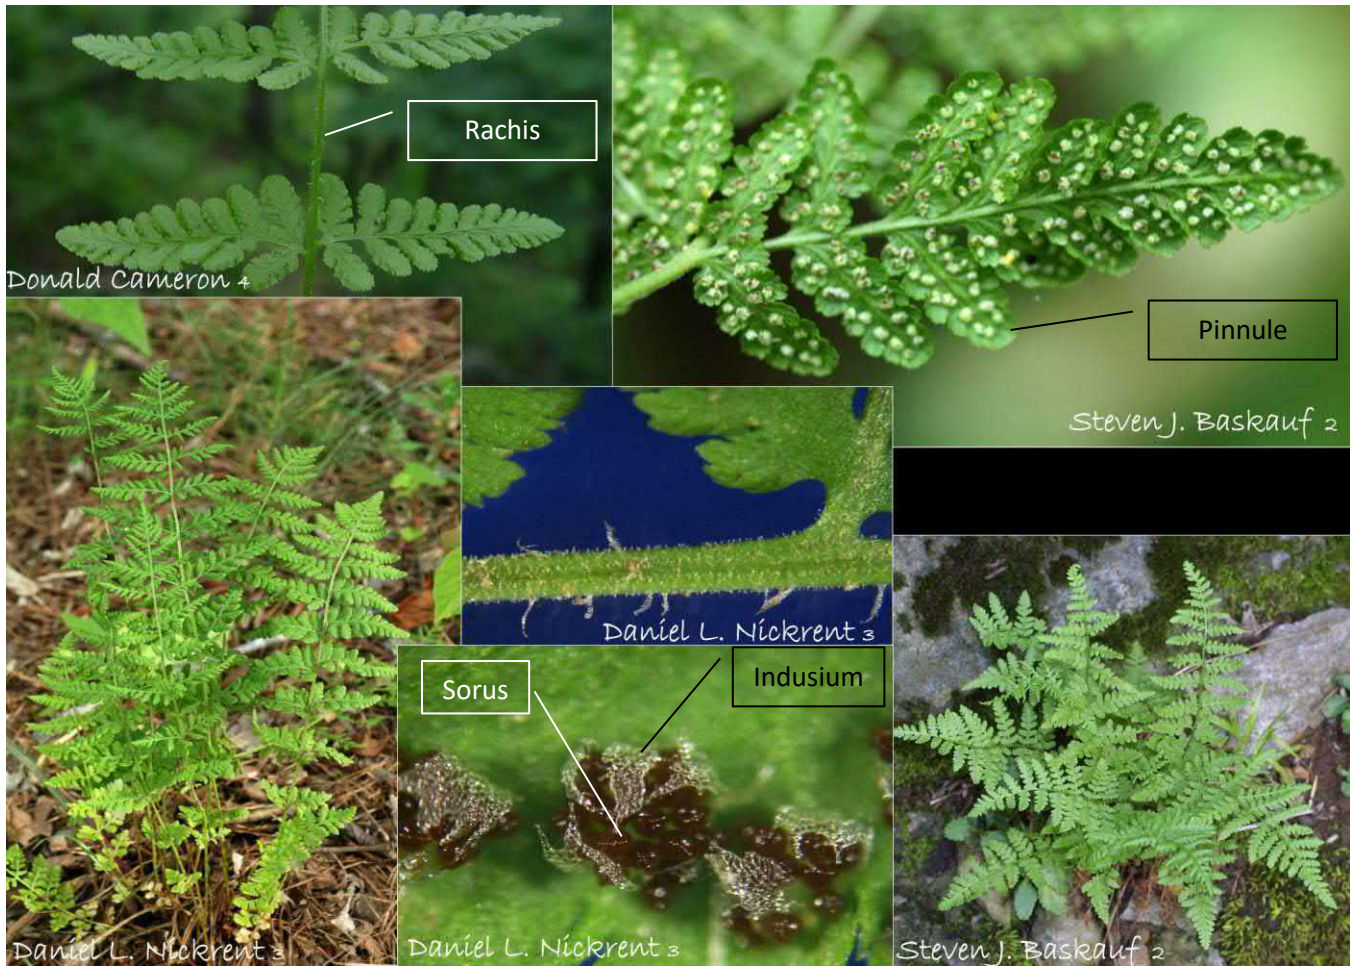 Rachis
Donald Cameron 4
Pinnule
Steven J. Baskauf 2
Daniel L. Nickrent 3
Sorus
Indusium
Daniel L. Nickrent 3
Daniel L. Nickrent 3
Steven J. Baskauf 2